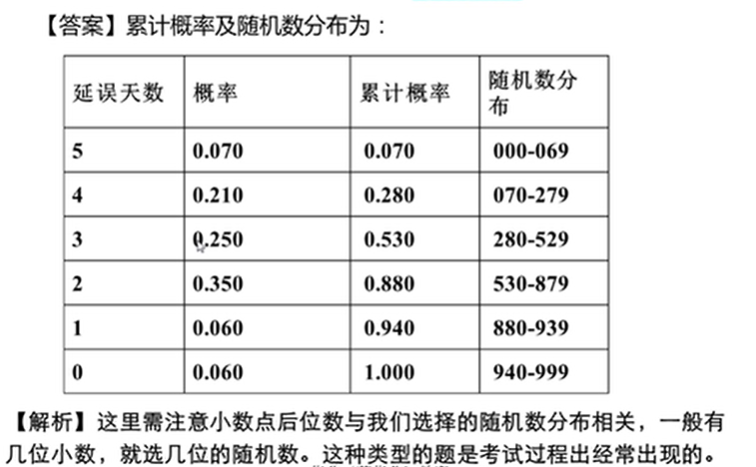 【答案】累计概率及随机数分布为：
延误天数 概率 累计概率 随机数分布
5 0.070 0.070 000-069
4 0.210 0.280 070-279
3 0.250 0.530 280-529
2 0.350 0.880 530-879
1 0.060 0.940 880-939
0 0.060 1.000 940-999
【解析】这里需注意小数点后位数与我们选择的随机数分布相关，一般有
几位小数，就选几位的随机数。这种类型的题是考试过程出经常出现的。